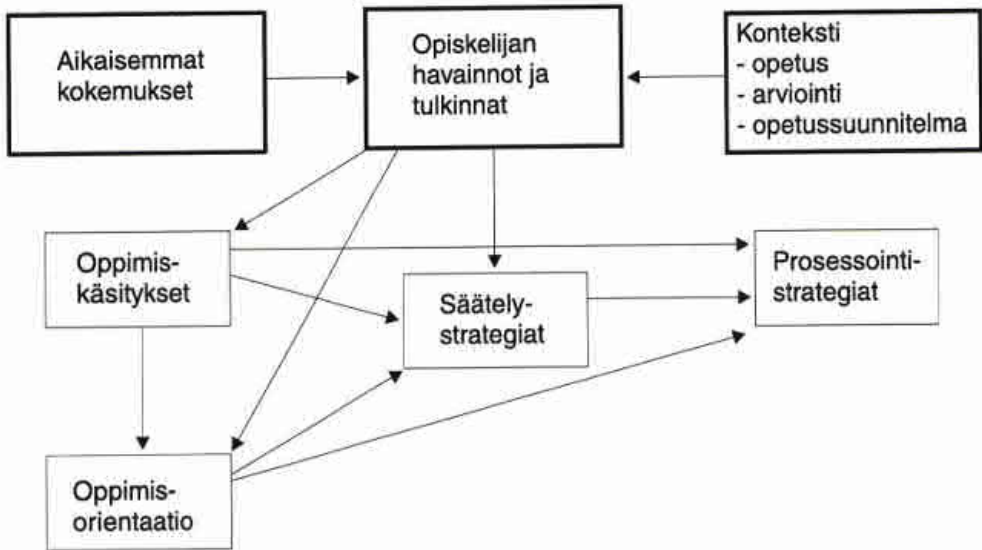 Aikaisemmat
kokemukset
Opiskelijan
havainnot ja
tulkinnat
Konteksti
- opetus
- arviointi
- opetussuunnitelma
Oppimis-
käsitykset
Säätely-
strategiat
Prosessointi-
strategiat
Oppimis-
orientaatio